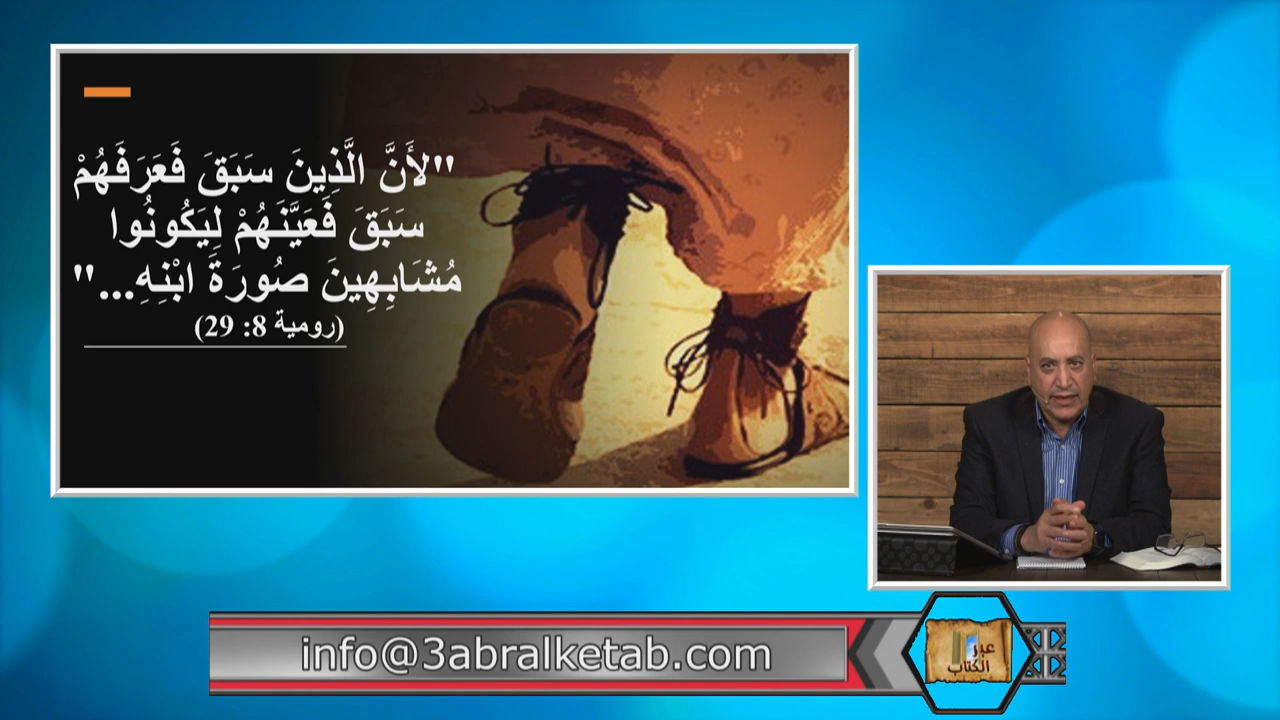 "لأَنَّ الَّذِينَ سَبَقَ فَعَرَفَهُمْ
سَبَقَ فَعَيَّنَهُمْ لِيَكُونُوا
مُشَابِهِينَ صُورَةَ ابْنِهِ..."
(رومية 8: 29)
info@3abralketab.com
عبر
الكتاب